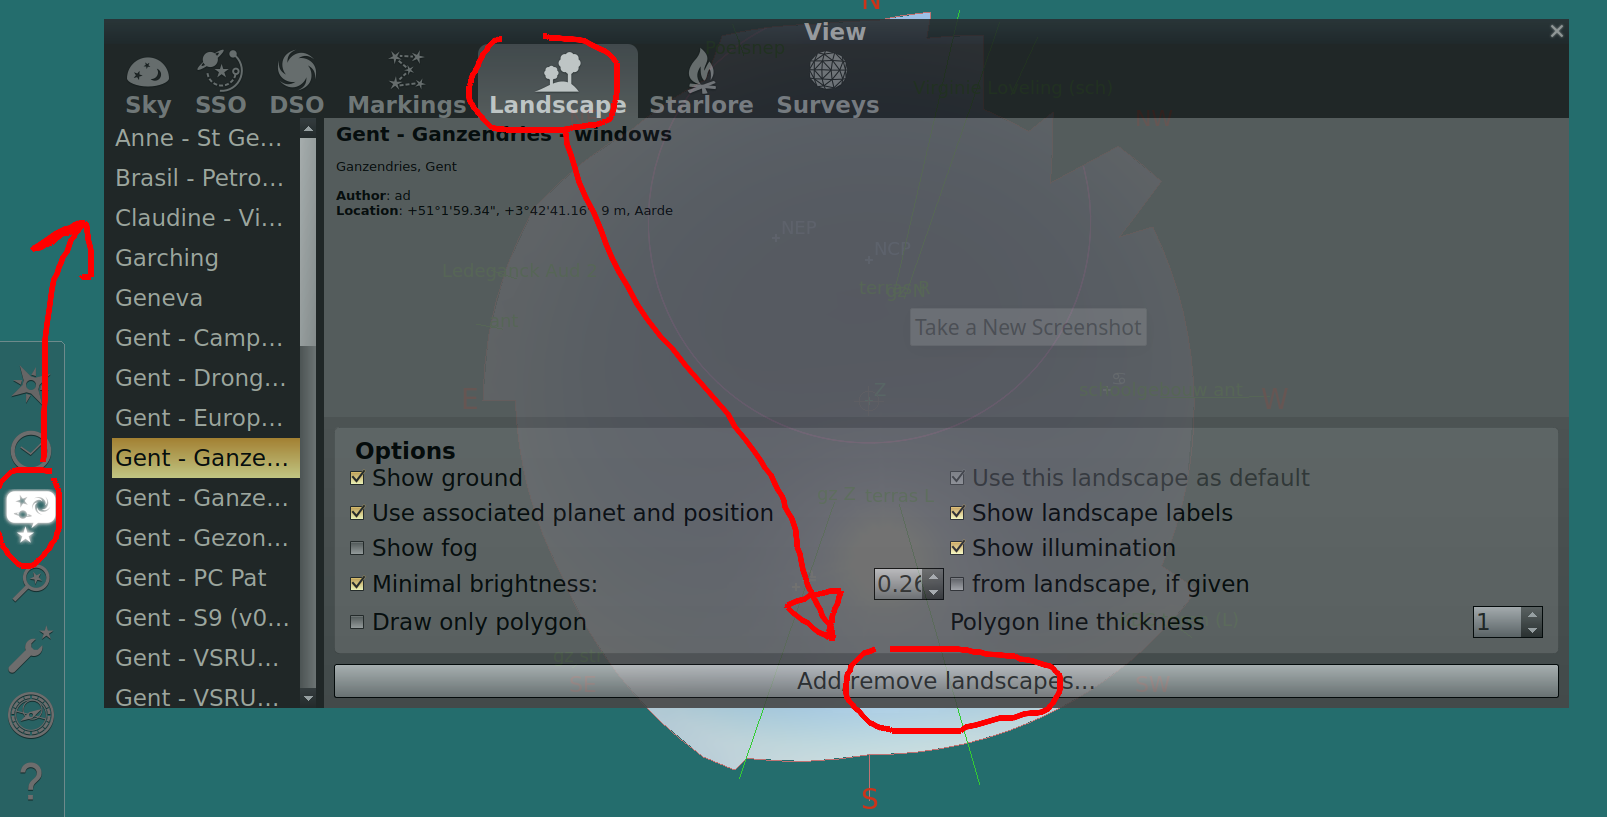 N
View
Sky
SSO
DSO
Markings
Landscape
Starlore
Surveys
Anne - St Ge...
Brasil - Petro...
Claudine - Vi...
Garching
Geneva
Gent - Camp...
Gent - Drong...
Gent - Europ...
Gent - Ganze...
Gent - Ganze...
Gent - Gezon...
Gent - PC Pat
Gent - S9 (v0...
Gent - VSRU...
Gent - VSRU...
Gent - Ganzendries - windows
Ganzendries, Gent
Author: ad
Location: +51°1'59.34", +3°42'41.16", 9 m, Aarde
NEP
NCP
Take a New Screenshot
Z
E
W
Options
Show ground
Use this landscape as default
Use associated planet and position
Show landscape labels
Show fog
Show illumination
Minimal brightness:
0.26
from landscape, if given
Draw only polygon
Polygon line thickness
1
Add/remove landscapes...
S
?